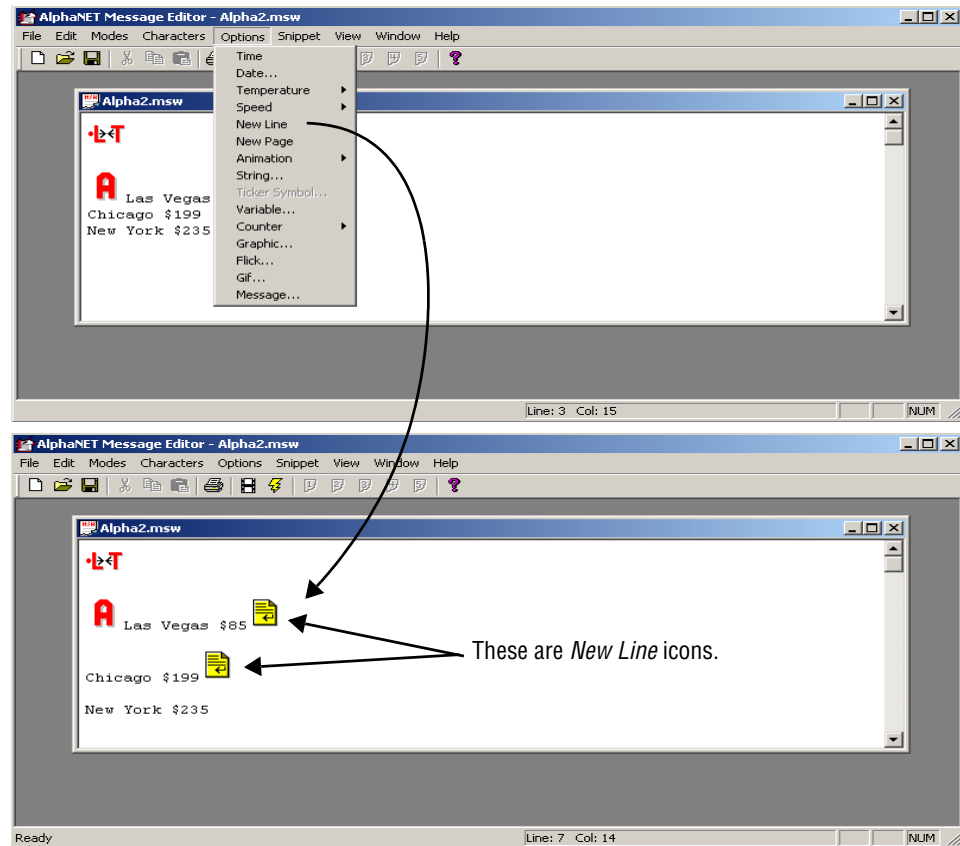 AlphaNET Message Editor - Alpha2.msw
File Edit Modes Characters Options Snippet View Window Help
Time
Date...
Temperature
Speed
New Line
New Page
Animation
String...
Ticker Symbol...
Variable...
Counter
Graphic...
Flick...
Gif...
Message...
Alpha2.msw
A Las Vegas
Chicago $199
New York $235
Line: 3 Col: 15
NUM
AlphaNET Message Editor - Alpha2.msw
File Edit Modes Characters Options Snippet View Window Help
Alpha2.msw
A Las Vegas $85
Chicago $199
New York $235
These are New Line icons.
Ready
Line: 7 Col: 14
NUM